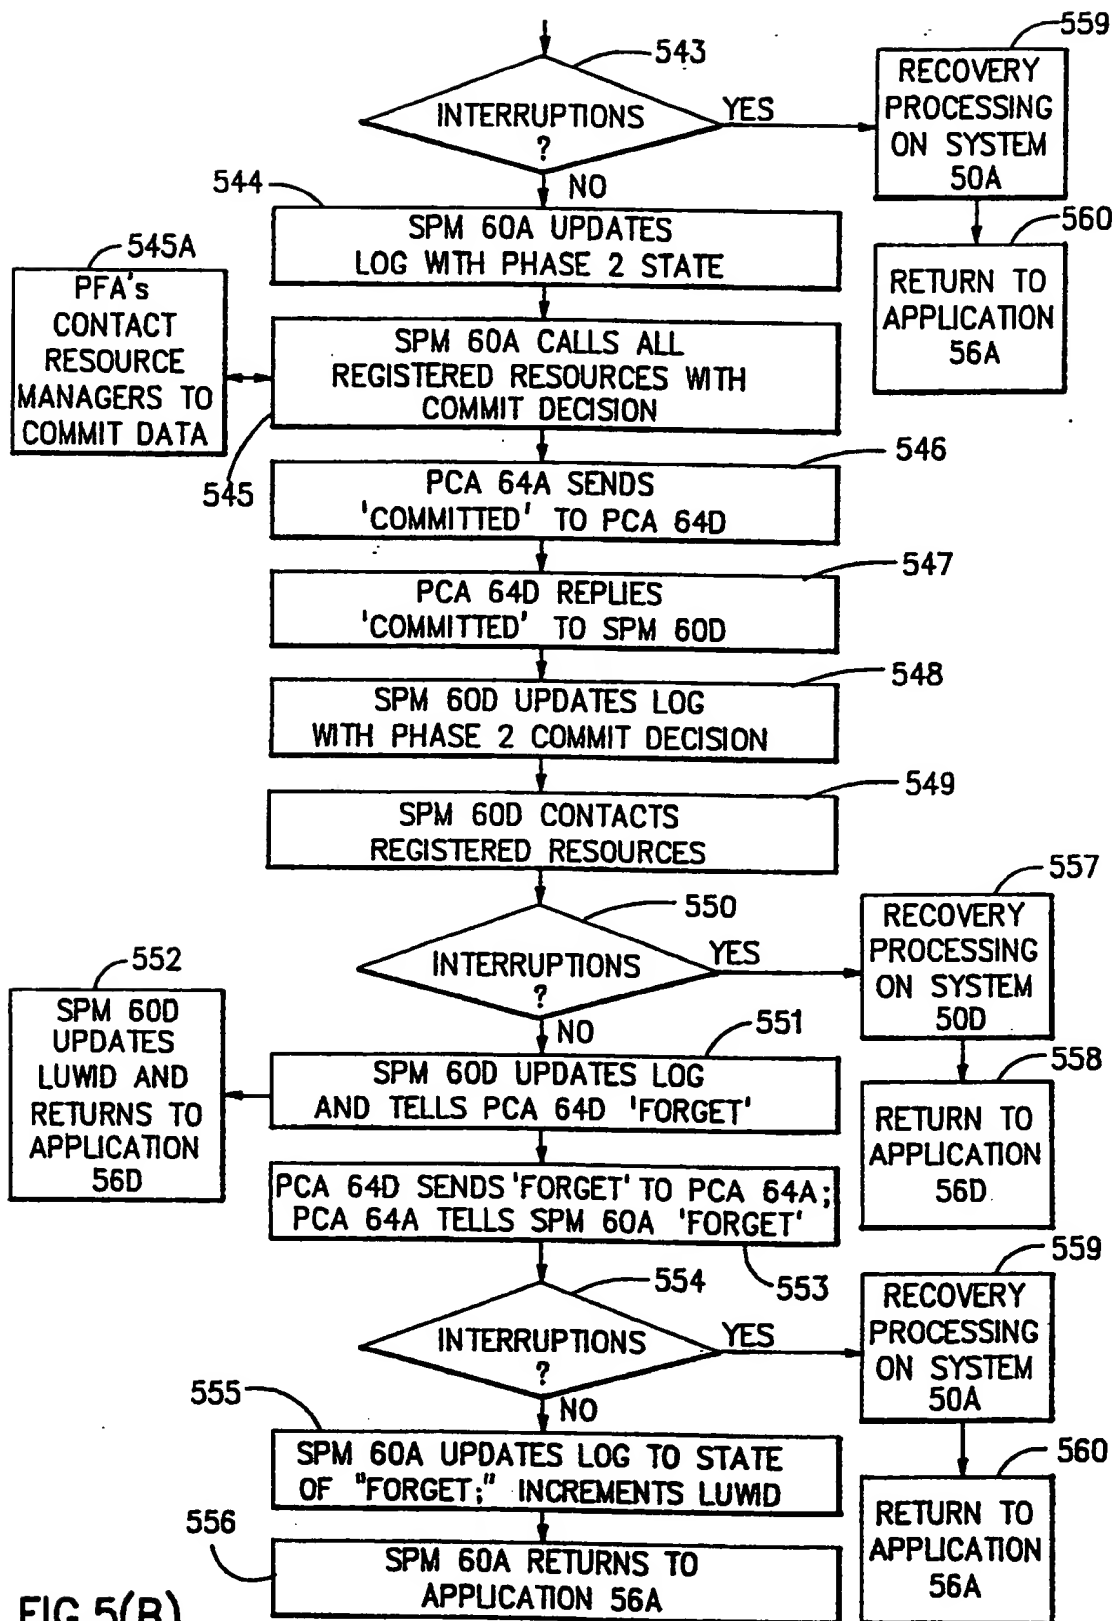 543
INTERRUPTIONS
?
YES
NO
559
RECOVERY
PROCESSING
ON SYSTEM
50A
560
RETURN TO
APPLICATION
56A
544
SPM 60A UPDATES
LOG WITH PHASE 2 STATE
545A
PFA's
CONTACT
RESOURCE
MANAGERS TO
COMMIT DATA
545
SPM 60A CALLS ALL
REGISTERED RESOURCES WITH
COMMIT DECISION
546
PCA 64A SENDS
'COMMITTED' TO PCA 64D
547
PCA 64D REPLIES
'COMMITTED' TO SPM 60D
548
SPM 60D UPDATES LOG
WITH PHASE 2 COMMIT DECISION
549
SPM 60D CONTACTS
REGISTERED RESOURCES
550
INTERRUPTIONS
?
YES
NO
557
RECOVERY
PROCESSING
ON SYSTEM
50D
558
RETURN TO
APPLICATION
56D
551
SPM 60D UPDATES LOG
AND TELLS PCA 64D 'FORGET'
552
SPM 60D
UPDATES
LUWID AND
RETURNS TO
APPLICATION
56D
PCA 64D SENDS 'FORGET' TO PCA 64A;
PCA 64A TELLS SPM 60A 'FORGET'
553
554
INTERRUPTIONS
?
YES
NO
559
RECOVERY
PROCESSING
ON SYSTEM
50A
560
RETURN TO
APPLICATION
56A
555
SPM 60A UPDATES LOG TO STATE
OF "FORGET;" INCREMENTS LUWID
556
SPM 60A RETURNS TO
APPLICATION 56A
FIG.5(B)